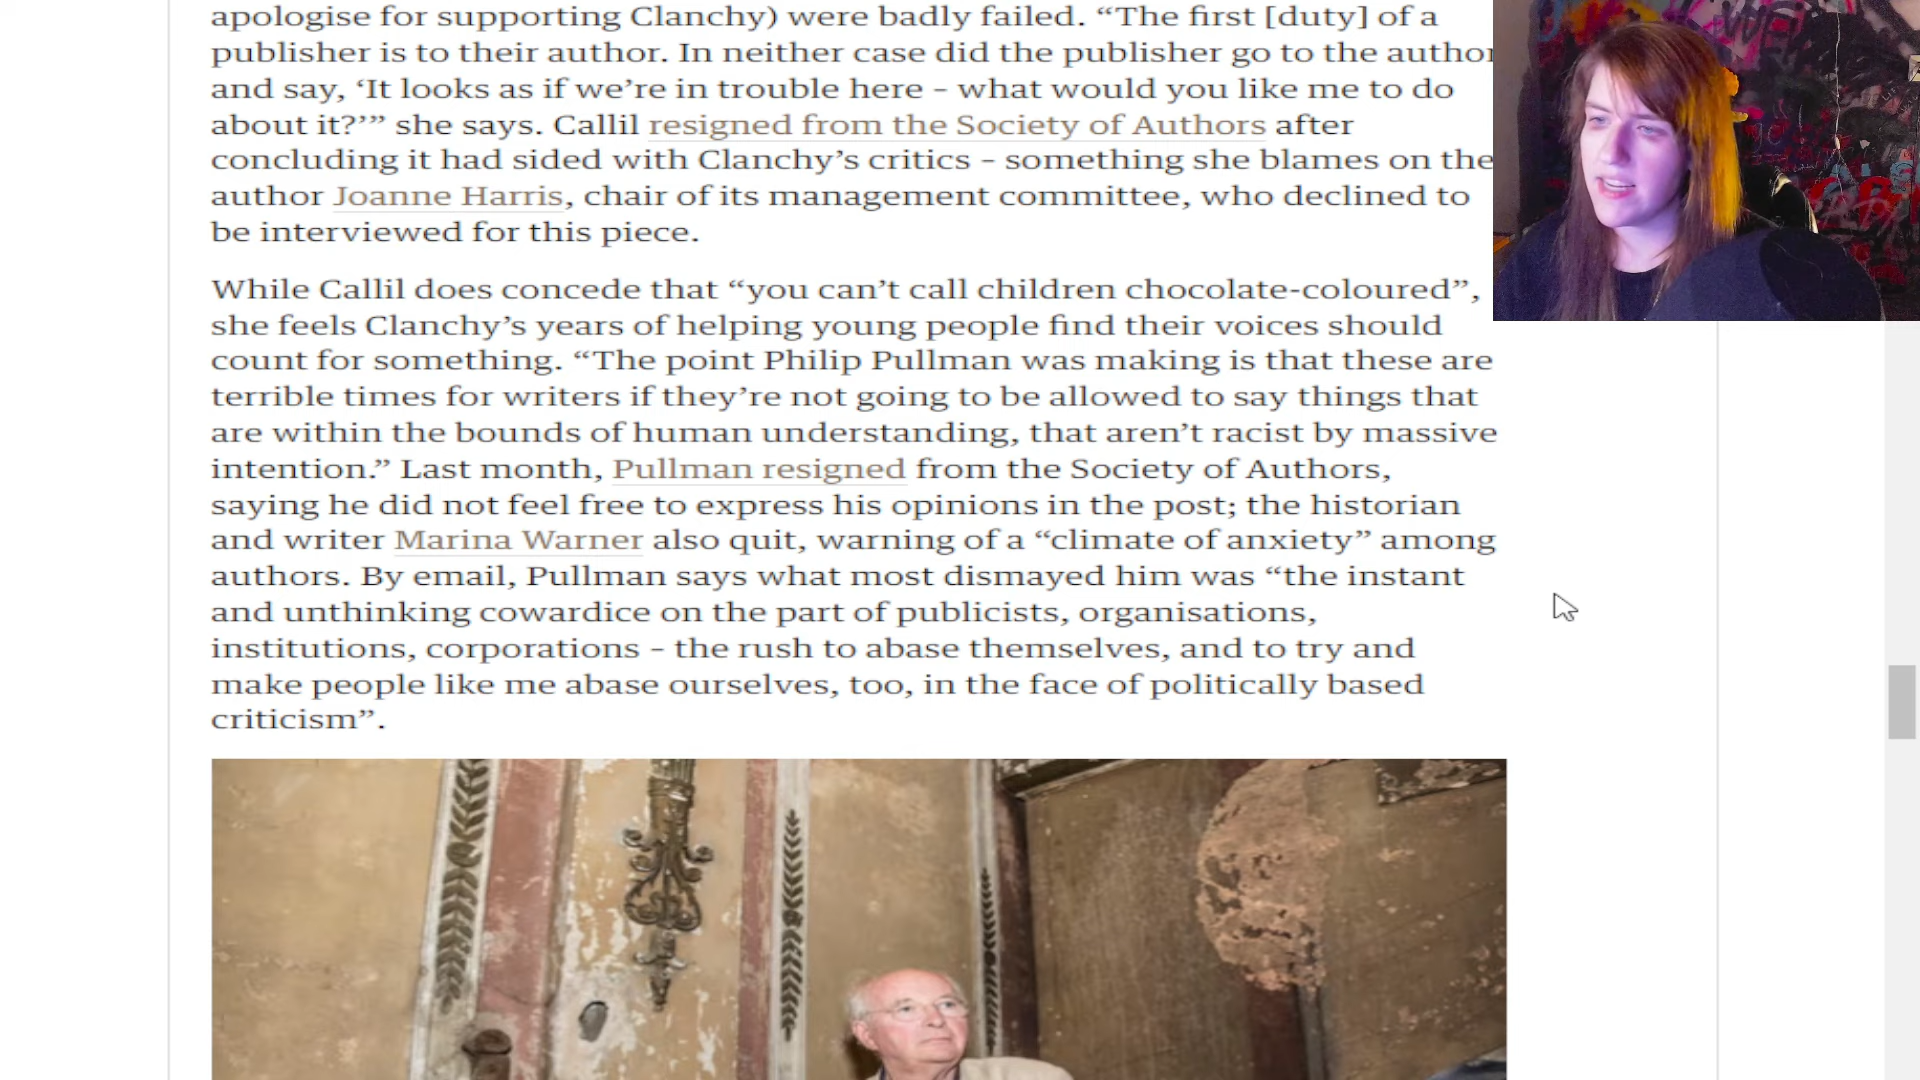 apologise for supporting Clanchy) were badly failed. “The first [duty] of a
publisher is to their author. In neither case did the publisher go to the author
and say, ‘It looks as if we’re in trouble here – what would you like me to do
about it?’” she says. Callil resigned from the Society of Authors after
concluding it had sided with Clanchy’s critics – something she blames on the
author Joanne Harris, chair of its management committee, who declined to
be interviewed for this piece.
While Callil does concede that “you can’t call children chocolate-coloured”,
she feels Clanchy’s years of helping young people find their voices should
count for something. “The point Philip Pullman was making is that these are
terrible times for writers if they’re not going to be allowed to say things that
are within the bounds of human understanding, that aren’t racist by massive
intention.” Last month, Pullman resigned from the Society of Authors,
saying he did not feel free to express his opinions in the post; the historian
and writer Marina Warner also quit, warning of a “climate of anxiety” among
authors. By email, Pullman says what most dismayed him was “the instant
and unthinking cowardice on the part of publicists, organisations,
institutions, corporations – the rush to abase themselves, and to try and
make people like me abase ourselves, too, in the face of politically based
criticism”.